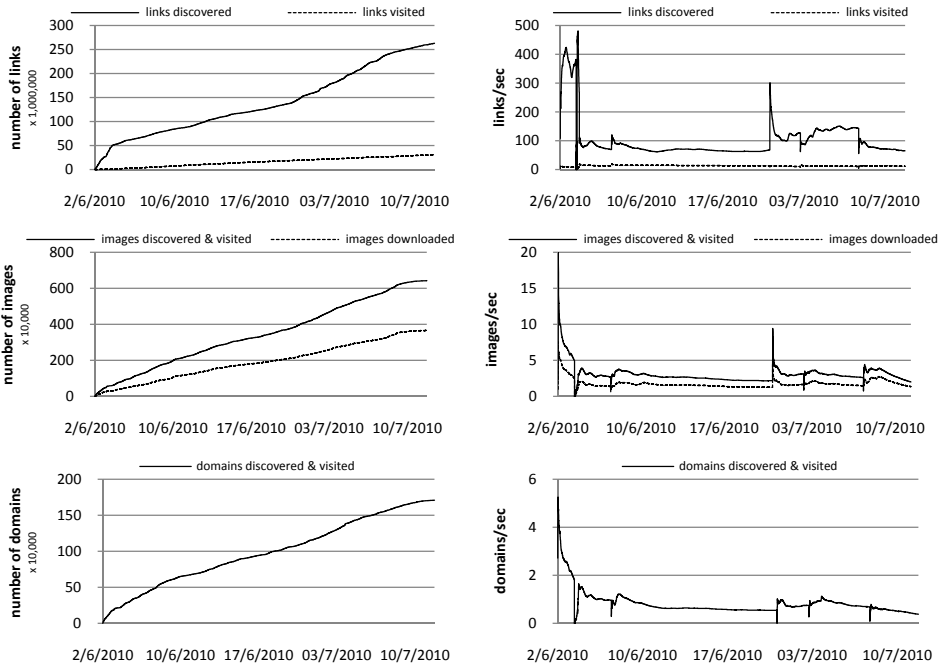 links discovered links visited
300
250
200
150
100
50
0
number of links
x 1,000,000
2/6/2010 10/6/2010 17/6/2010 03/7/2010 10/7/2010
links discovered links visited
500
400
300
200
100
0
links/sec
2/6/2010 10/6/2010 17/6/2010 03/7/2010 10/7/2010
images discovered & visited images downloaded
800
600
400
200
0
number of images
x 10,000
2/6/2010 10/6/2010 17/6/2010 03/7/2010 10/7/2010
images discovered & visited images downloaded
20
15
10
5
0
images/sec
2/6/2010 10/6/2010 17/6/2010 03/7/2010 10/7/2010
domains discovered & visited
200
150
100
50
0
number of domains
x 10,000
2/6/2010 10/6/2010 17/6/2010 03/7/2010 10/7/2010
domains discovered & visited
6
4
2
0
domains/sec
2/6/2010 10/6/2010 17/6/2010 03/7/2010 10/7/2010